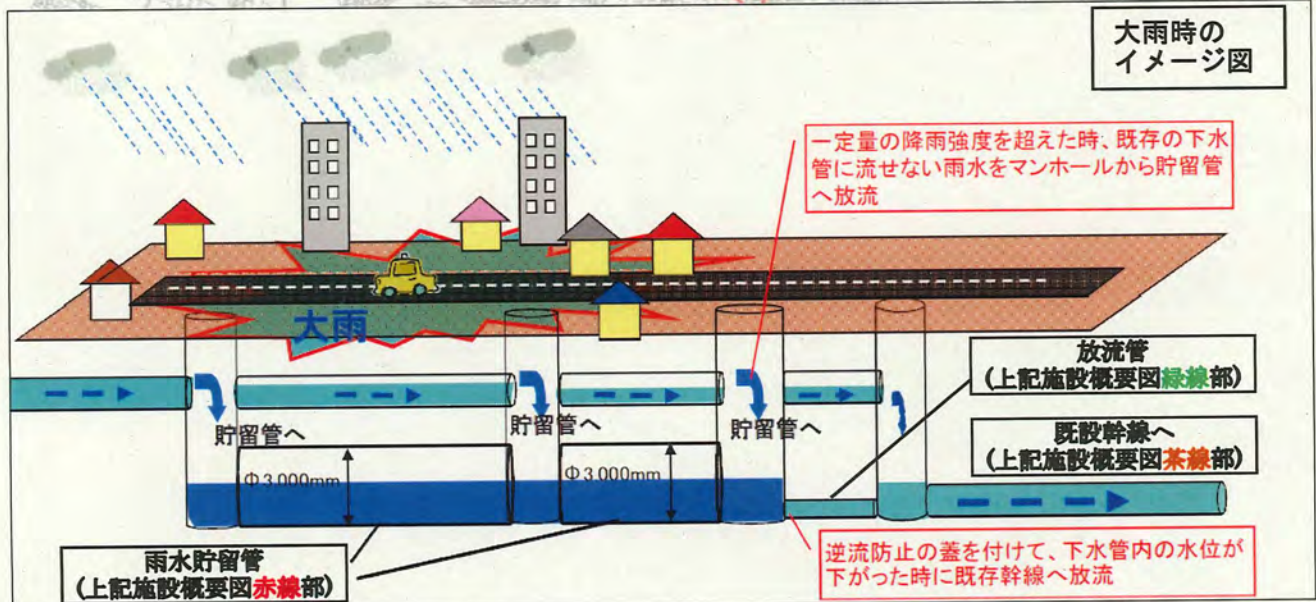 大雨時の
イメージ図
一定量の降雨強度を超えた時、既存の下水
管に流せない雨水をマンホールから貯留管
へ放流
大雨
放流管
(上記施設概要図緑線部)
貯留管へ
貯留管へ
貯留管へ
既設幹線へ
(上記施設概要図茶線部)
Φ3,000mm
Φ3,000mm
雨水貯留管
(上記施設概要図赤線部)
逆流防止の蓋を付けて、下水管内の水位が
下がった時に既存幹線へ放流